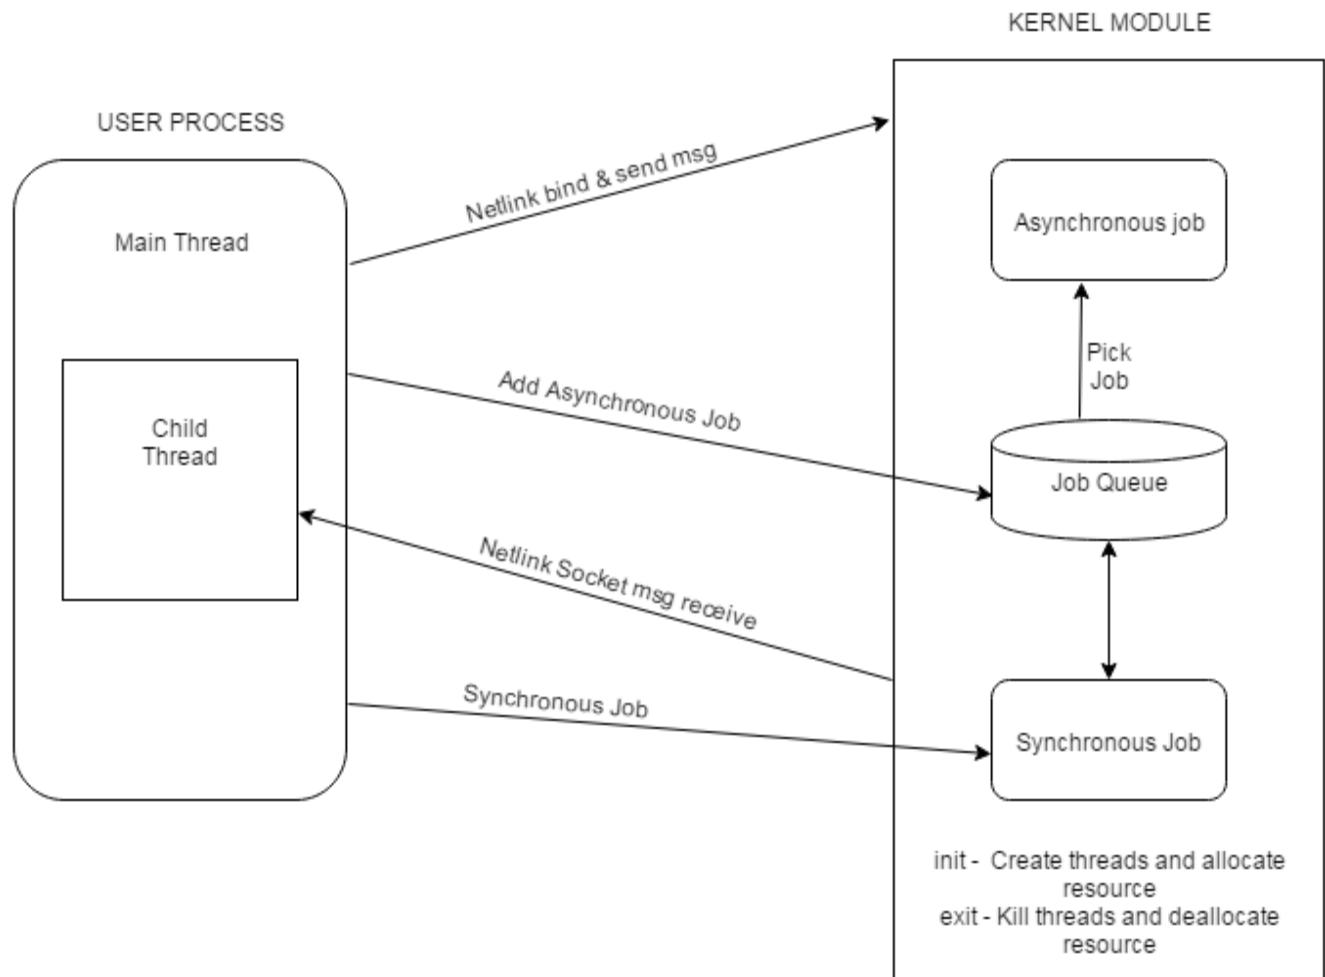 KERNEL MODULE
USER PROCESS
Netlink bind & send msg
Main Thread
Asynchronous job
Pick
Job
Add Asynchronous Job
Child
Thread
Job Queue
Netlink Socket msg receive
Synchronous Job
Synchronous Job
init - Create threads and allocate
resource
exit - Kill threads and deallocate
resource